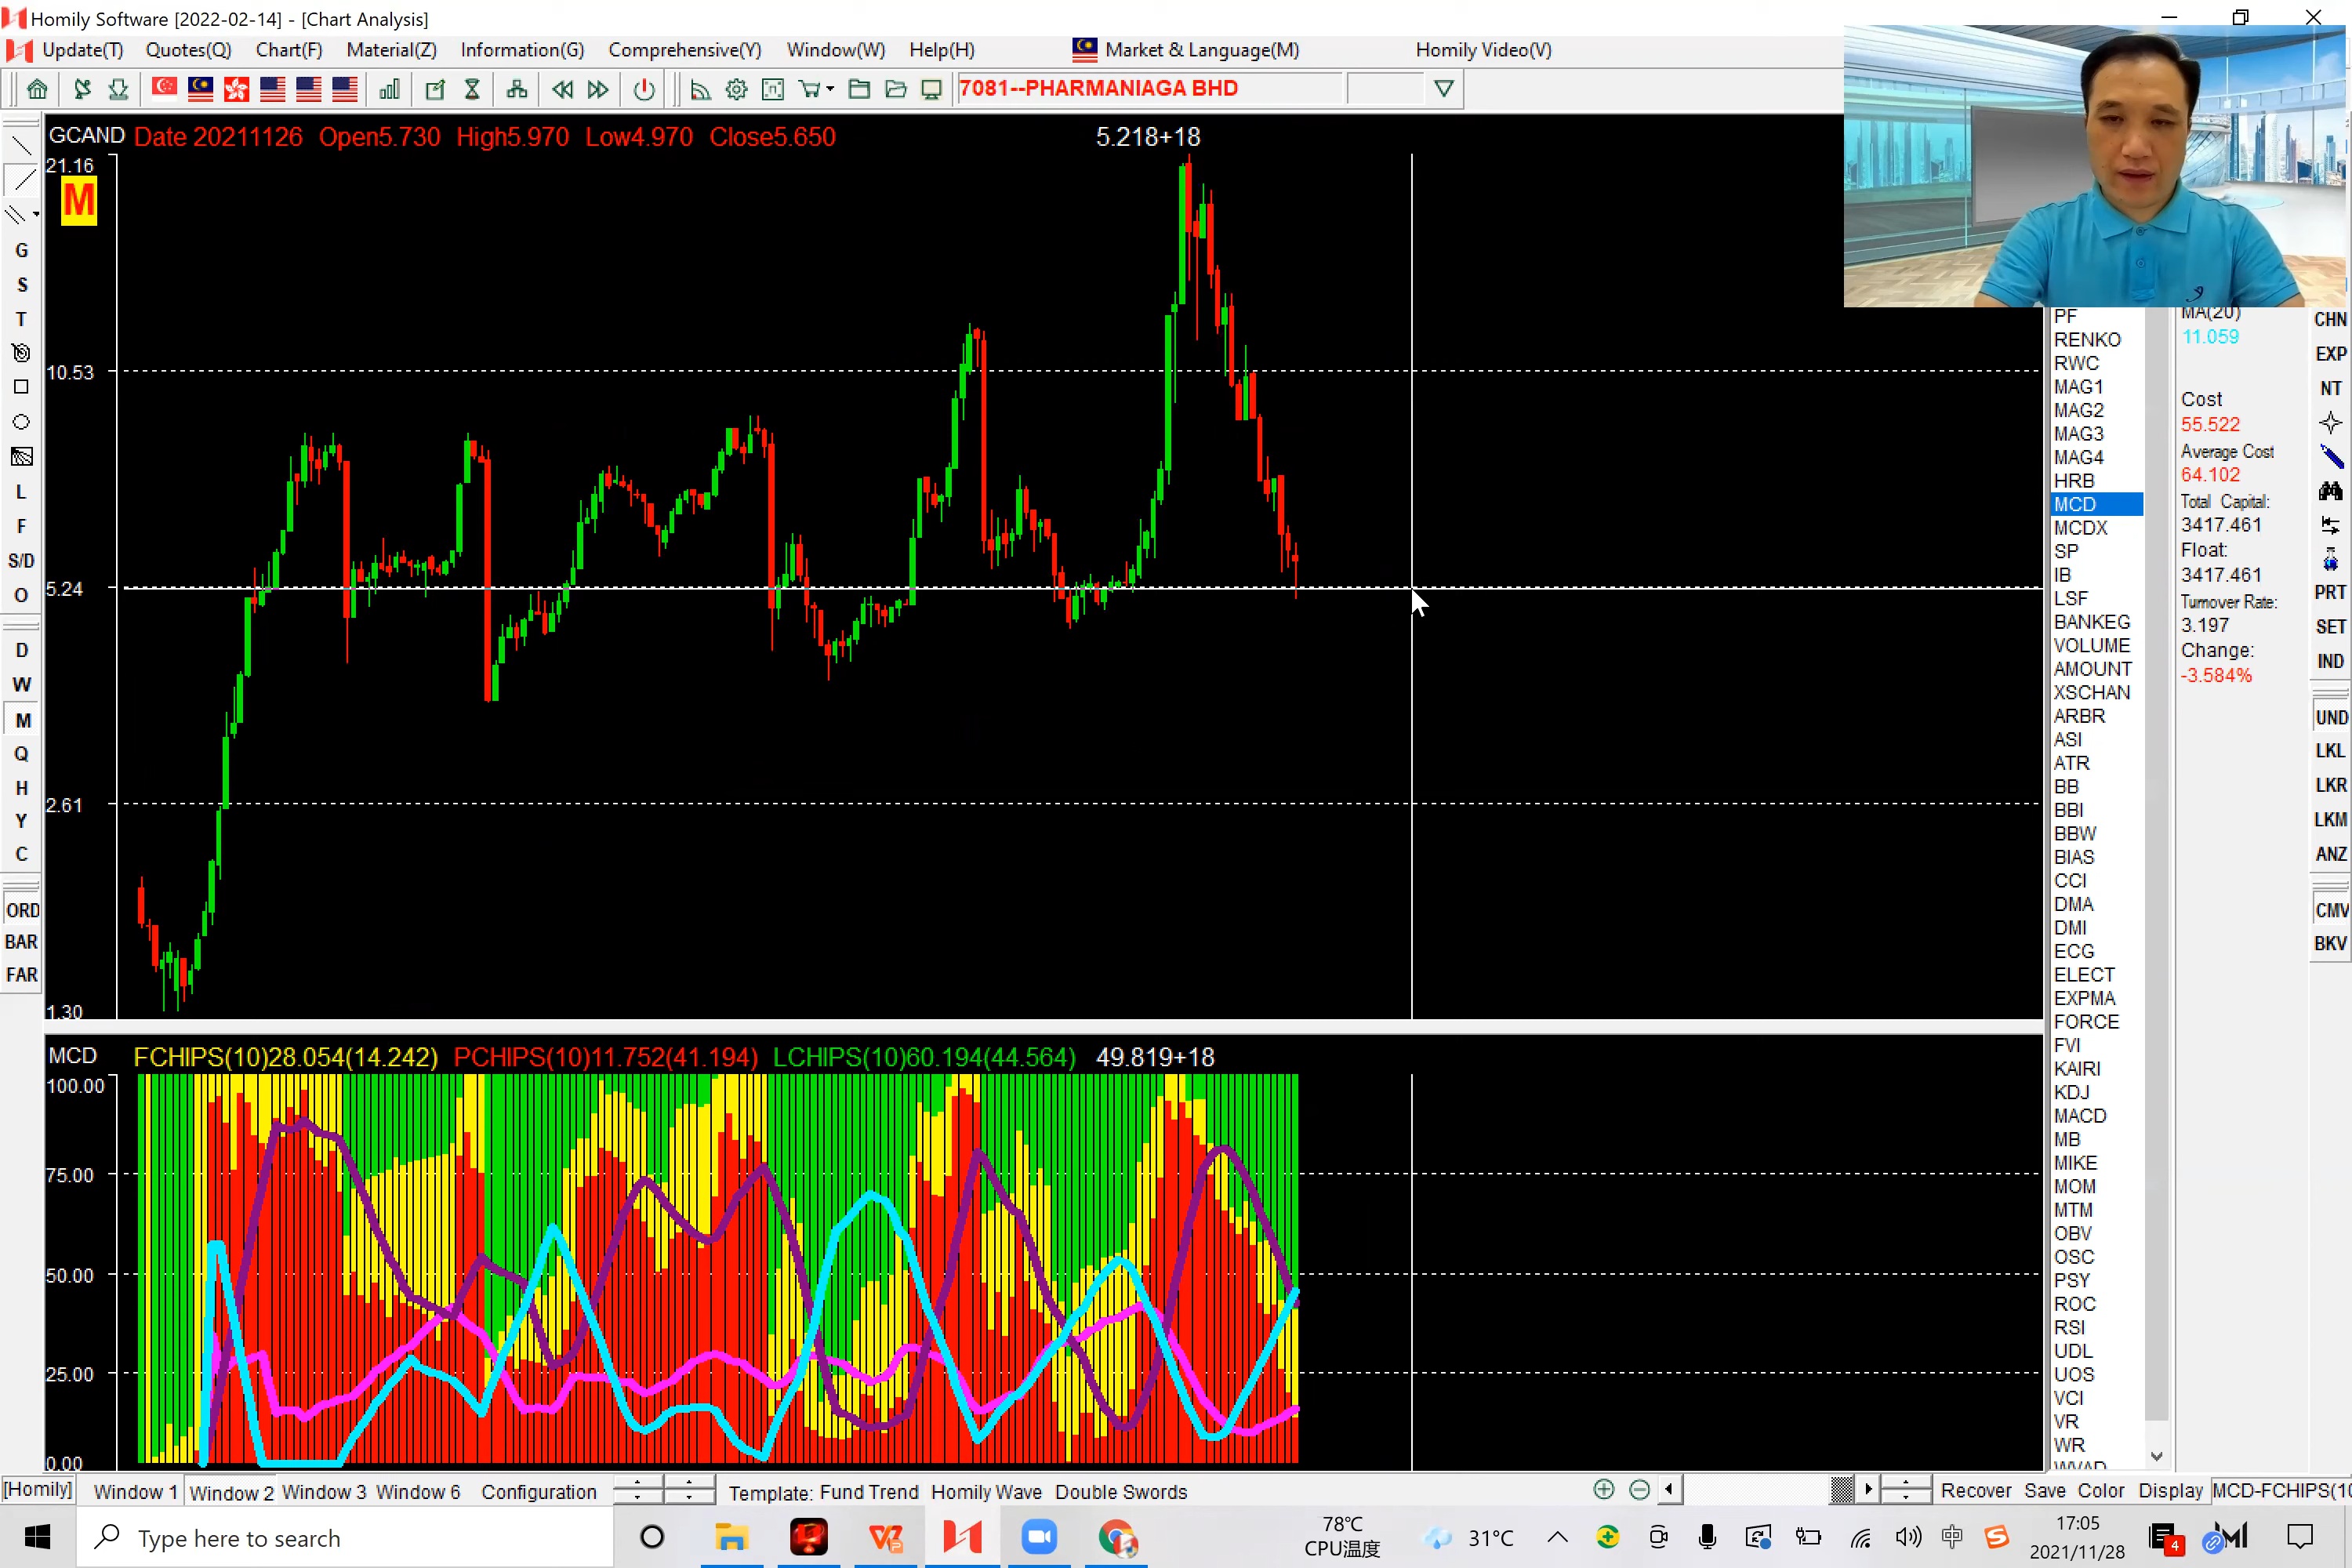 Homily Software [2022-02-14] - [Chart Analysis]
Update(T) Quotes(Q) Chart(F) Material(Z) Information(G) Comprehensive(Y) Window(W) Help(H) Market & Language(M) Homily Video(V)
7081--PHARMANIAGA BHD
GCAND Date 20211126 Open5.730 High5.970 Low4.970 Close5.650 5.218+18
21.16
M
10.53
5.24
2.61
1.30
MCD FCHIPS(10)28.054(14.242) PCHIPS(10)11.752(41.194) LCHIPS(10)60.194(44.564) 49.819+18
100.00
75.00
50.00
25.00
0.00
G
S
T
L
F
S/D
O
D
W
M
Q
H
Y
C
ORD
BAR
FAR
PF
RENKO
RWC
MAG1
MAG2
MAG3
MAG4
HRB
MCD
MCDX
SP
IB
LSF
BANKEG
VOLUME
AMOUNT
XSCHAN
ARBR
ASI
ATR
BB
BBI
BBW
BIAS
CCI
DMA
DMI
ECG
ELECT
EXPMA
FORCE
FVI
KAIRI
KDJ
MACD
MB
MIKE
MOM
MTM
OBV
OSC
PSY
ROC
RSI
UDL
UOS
VCI
VR
WR
WVAD
MA(20)
11.059
Cost
55.522
Average Cost
64.102
Total Capital:
3417.461
Float:
3417.461
Turnover Rate:
3.197
Change:
-3.584%
CHN
EXP
NT
PRT
SET
IND
UND
LKL
LKR
LKM
ANZ
CMV
BKV
[Homily] Window 1 Window 2 Window 3 Window 6 Configuration Template: Fund Trend Homily Wave Double Swords Recover Save Color Display MCD-FCHIPS(10
Type here to search
78℃
CPU温度
31°C
中
17:05
2021/11/28
4